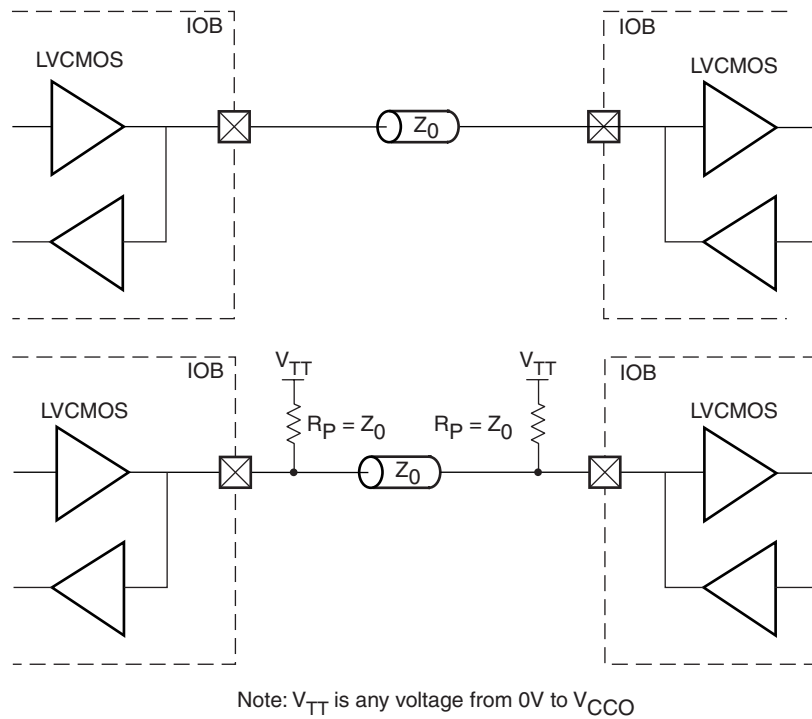 IOB
IOB
LVCMOS
LVCMOS
Z0
IOB
VTT
VTT
IOB
LVCMOS
RP = Z0
RP = Z0
LVCMOS
Z0
Note: VTT is any voltage from 0V to VCCO